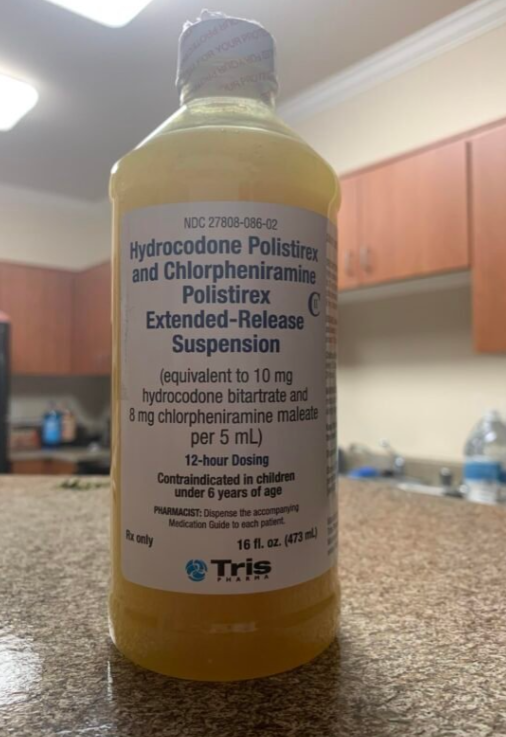 NDC 27808-086-02
Hydrocodone Polistirex
and Chlorpheniramine
Polistirex
CII
Extended-Release
Suspension
(equivalent to 10 mg
hydrocodone bitartrate and
8 mg chlorpheniramine maleate
per 5 mL)
12-hour Dosing
Contraindicated in children
under 6 years of age
PHARMACIST: Dispense the accompanying
Medication Guide to each patient.
Rx only
16 fl. oz. (473 mL)
Tris
PHARMA